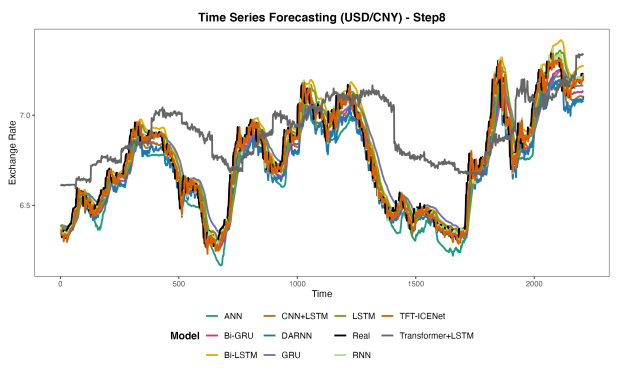 Time Series Forecasting (USD/CNY) - Step8
Exchange Rate
7.0
6.5
0 500 1000 1500 2000
Time
Model
ANN CNN+LSTM LSTM TFT-ICENet
Bi-GRU DARNN Real Transformer+LSTM
Bi-LSTM GRU RNN